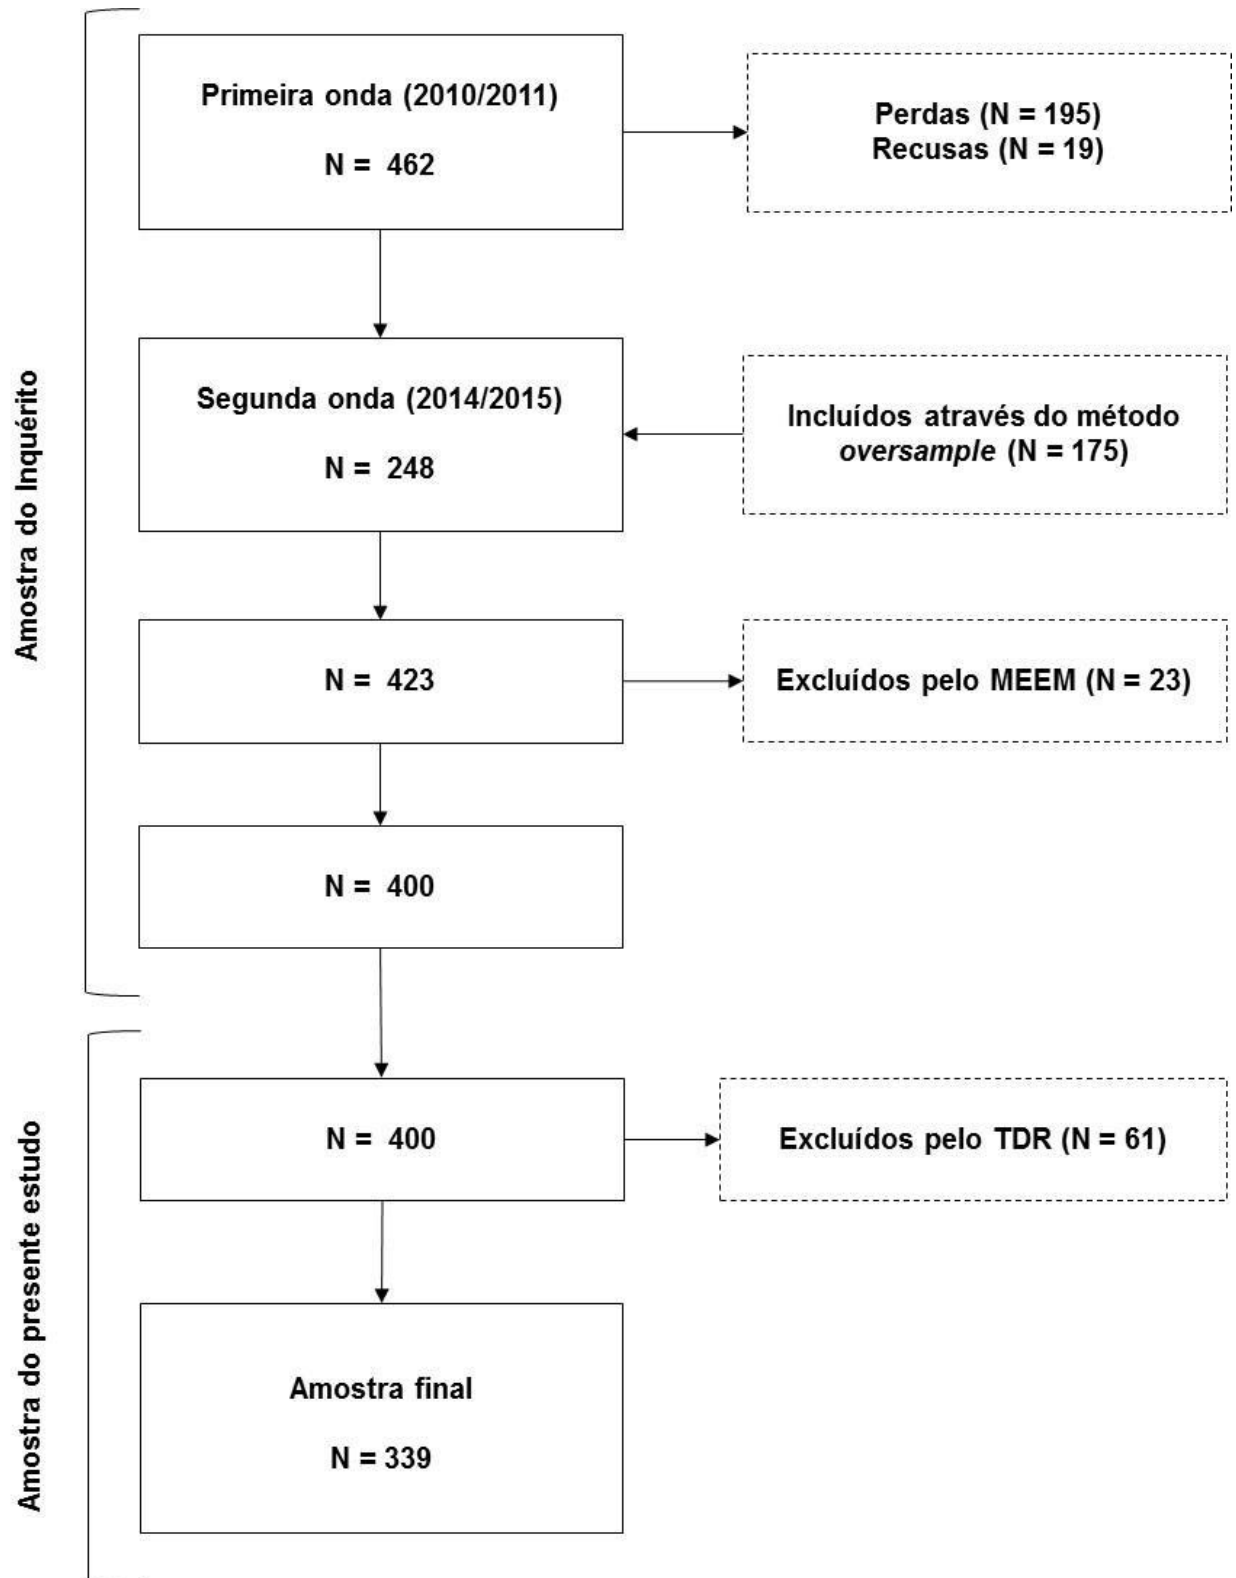 Amostra do Inquérito
Primeira onda (2010/2011)
N = 462
Perdas (N = 195)
Recusas (N = 19)
Segunda onda (2014/2015)
N = 248
Incluídos através do método
oversample (N = 175)
N = 423
Excluídos pelo MEEM (N = 23)
N = 400
Amostra do presente estudo
N = 400
Excluídos pelo TDR (N = 61)
Amostra final
N = 339